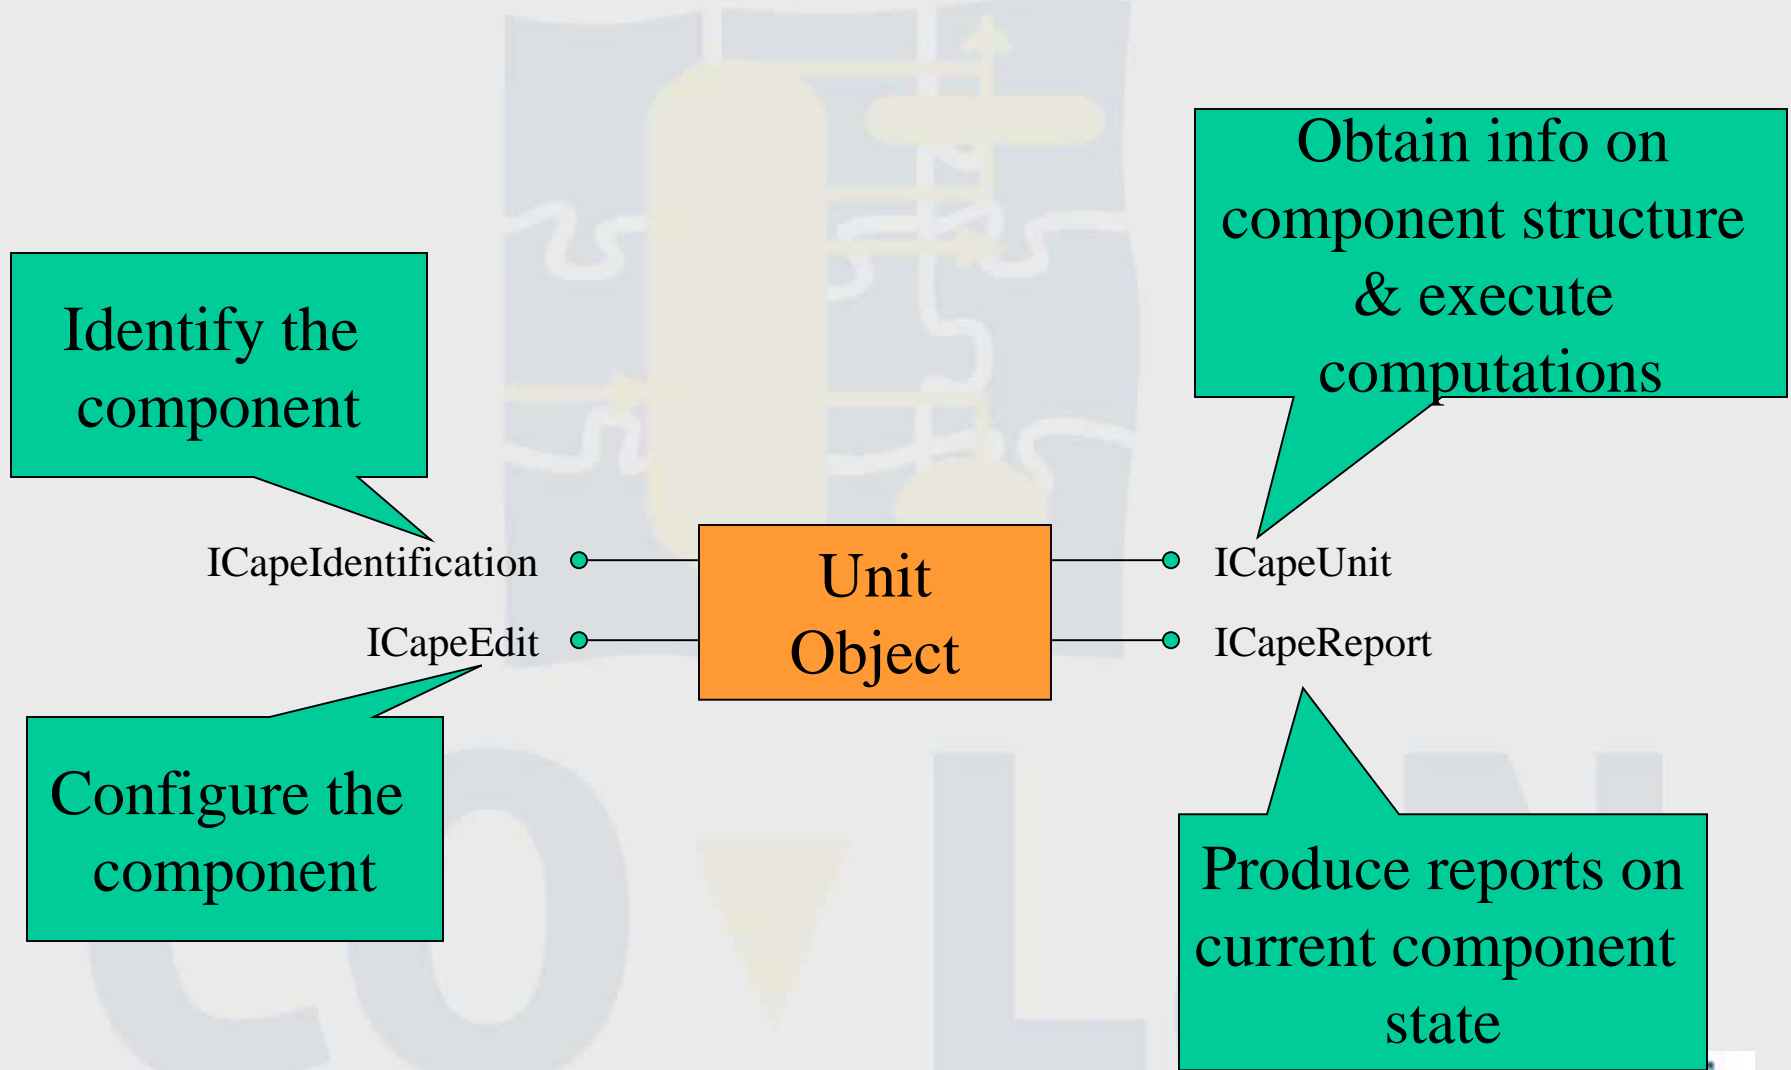 Obtain info on
component structure
& execute
computations
Identify the
component
ICapeIdentification
Unit
Object
ICapeUnit
ICapeEdit
ICapeReport
Configure the
component
Produce reports on
current component
state